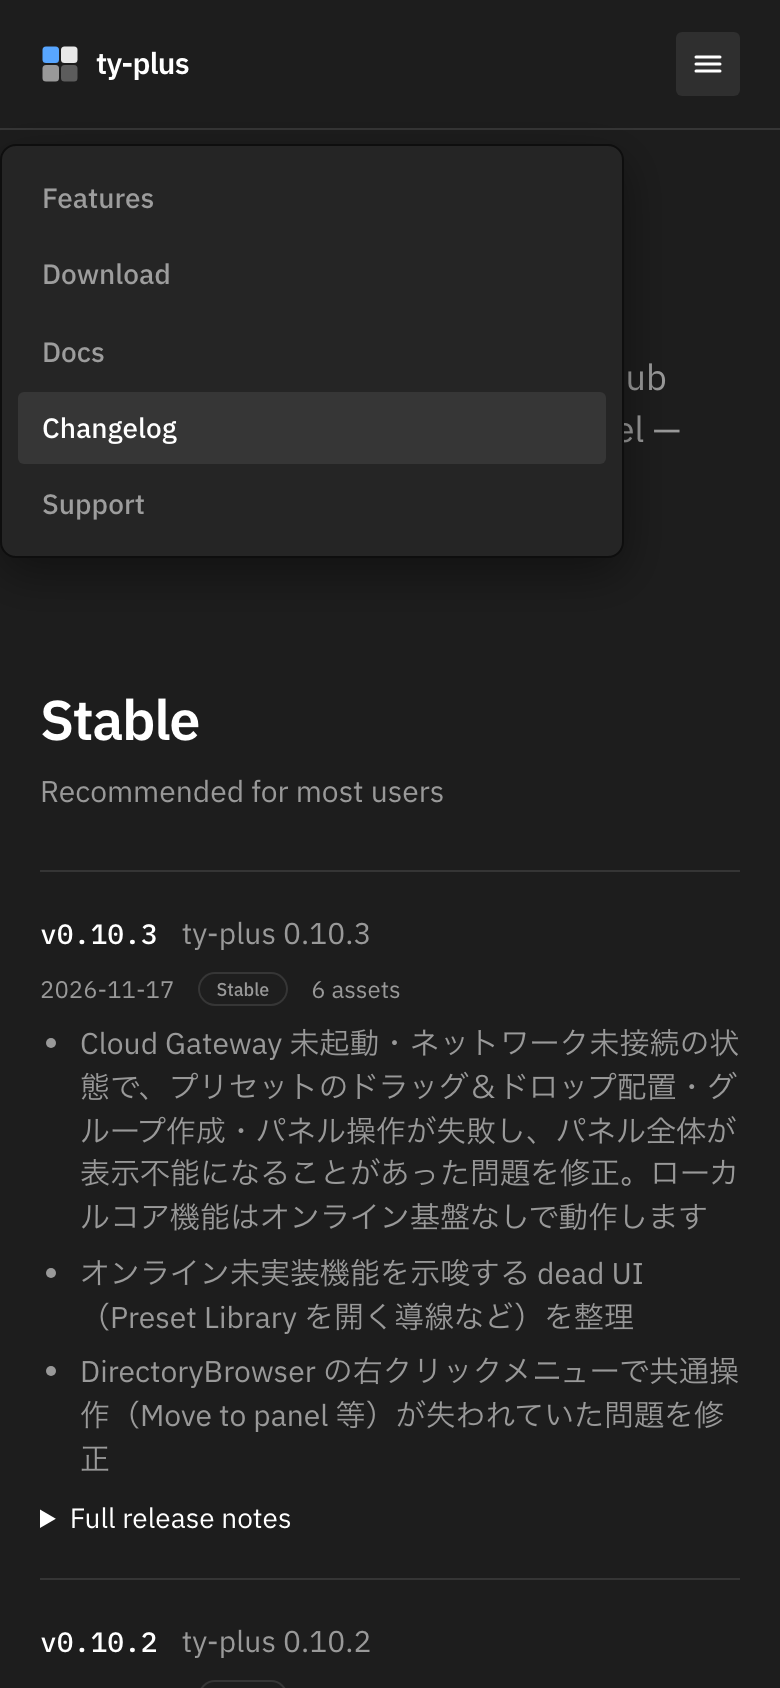 ty-plus
Features
Download
Docs
Changelog
Support
ub
el —
Stable
Recommended for most users
v0.10.3 ty-plus 0.10.3
2026-11-17 Stable 6 assets
• Cloud Gateway 未起動・ネットワーク未接続の状
態で、プリセットのドラッグ＆ドロップ配置・グ
ループ作成・パネル操作が失敗し、パネル全体が
表示不能になることがあった問題を修正。ローカ
ルコア機能はオンライン基盤なしで動作します
• オンライン未実装機能を示唆する dead UI
（Preset Library を開く導線など）を整理
• DirectoryBrowser の右クリックメニューで共通操
作（Move to panel 等）が失われていた問題を修
正
▶ Full release notes
v0.10.2 ty-plus 0.10.2